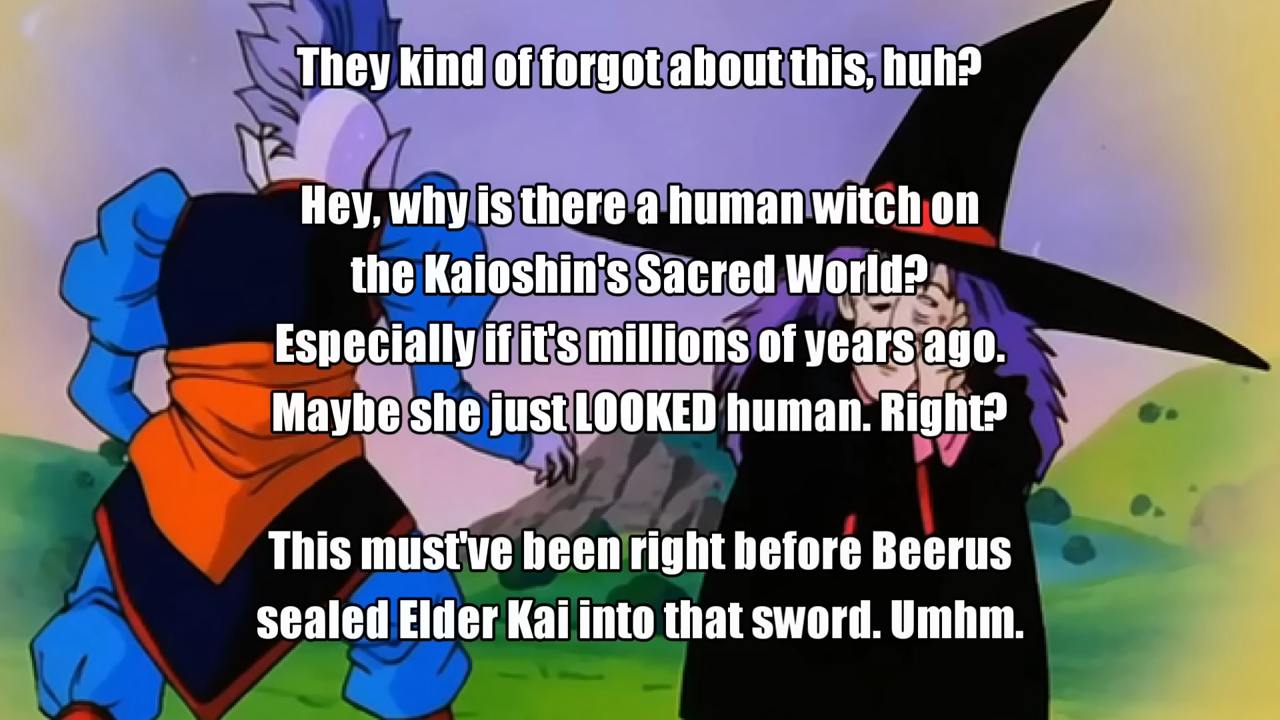 They kind of forgot about this, huh?
Hey, why is there a human witch on
the Kaioshin's Sacred World?
Especially if it's millions of years ago.
Maybe she just LOOKED human. Right?
This must've been right before Beerus
sealed Elder Kai into that sword. Umhm.